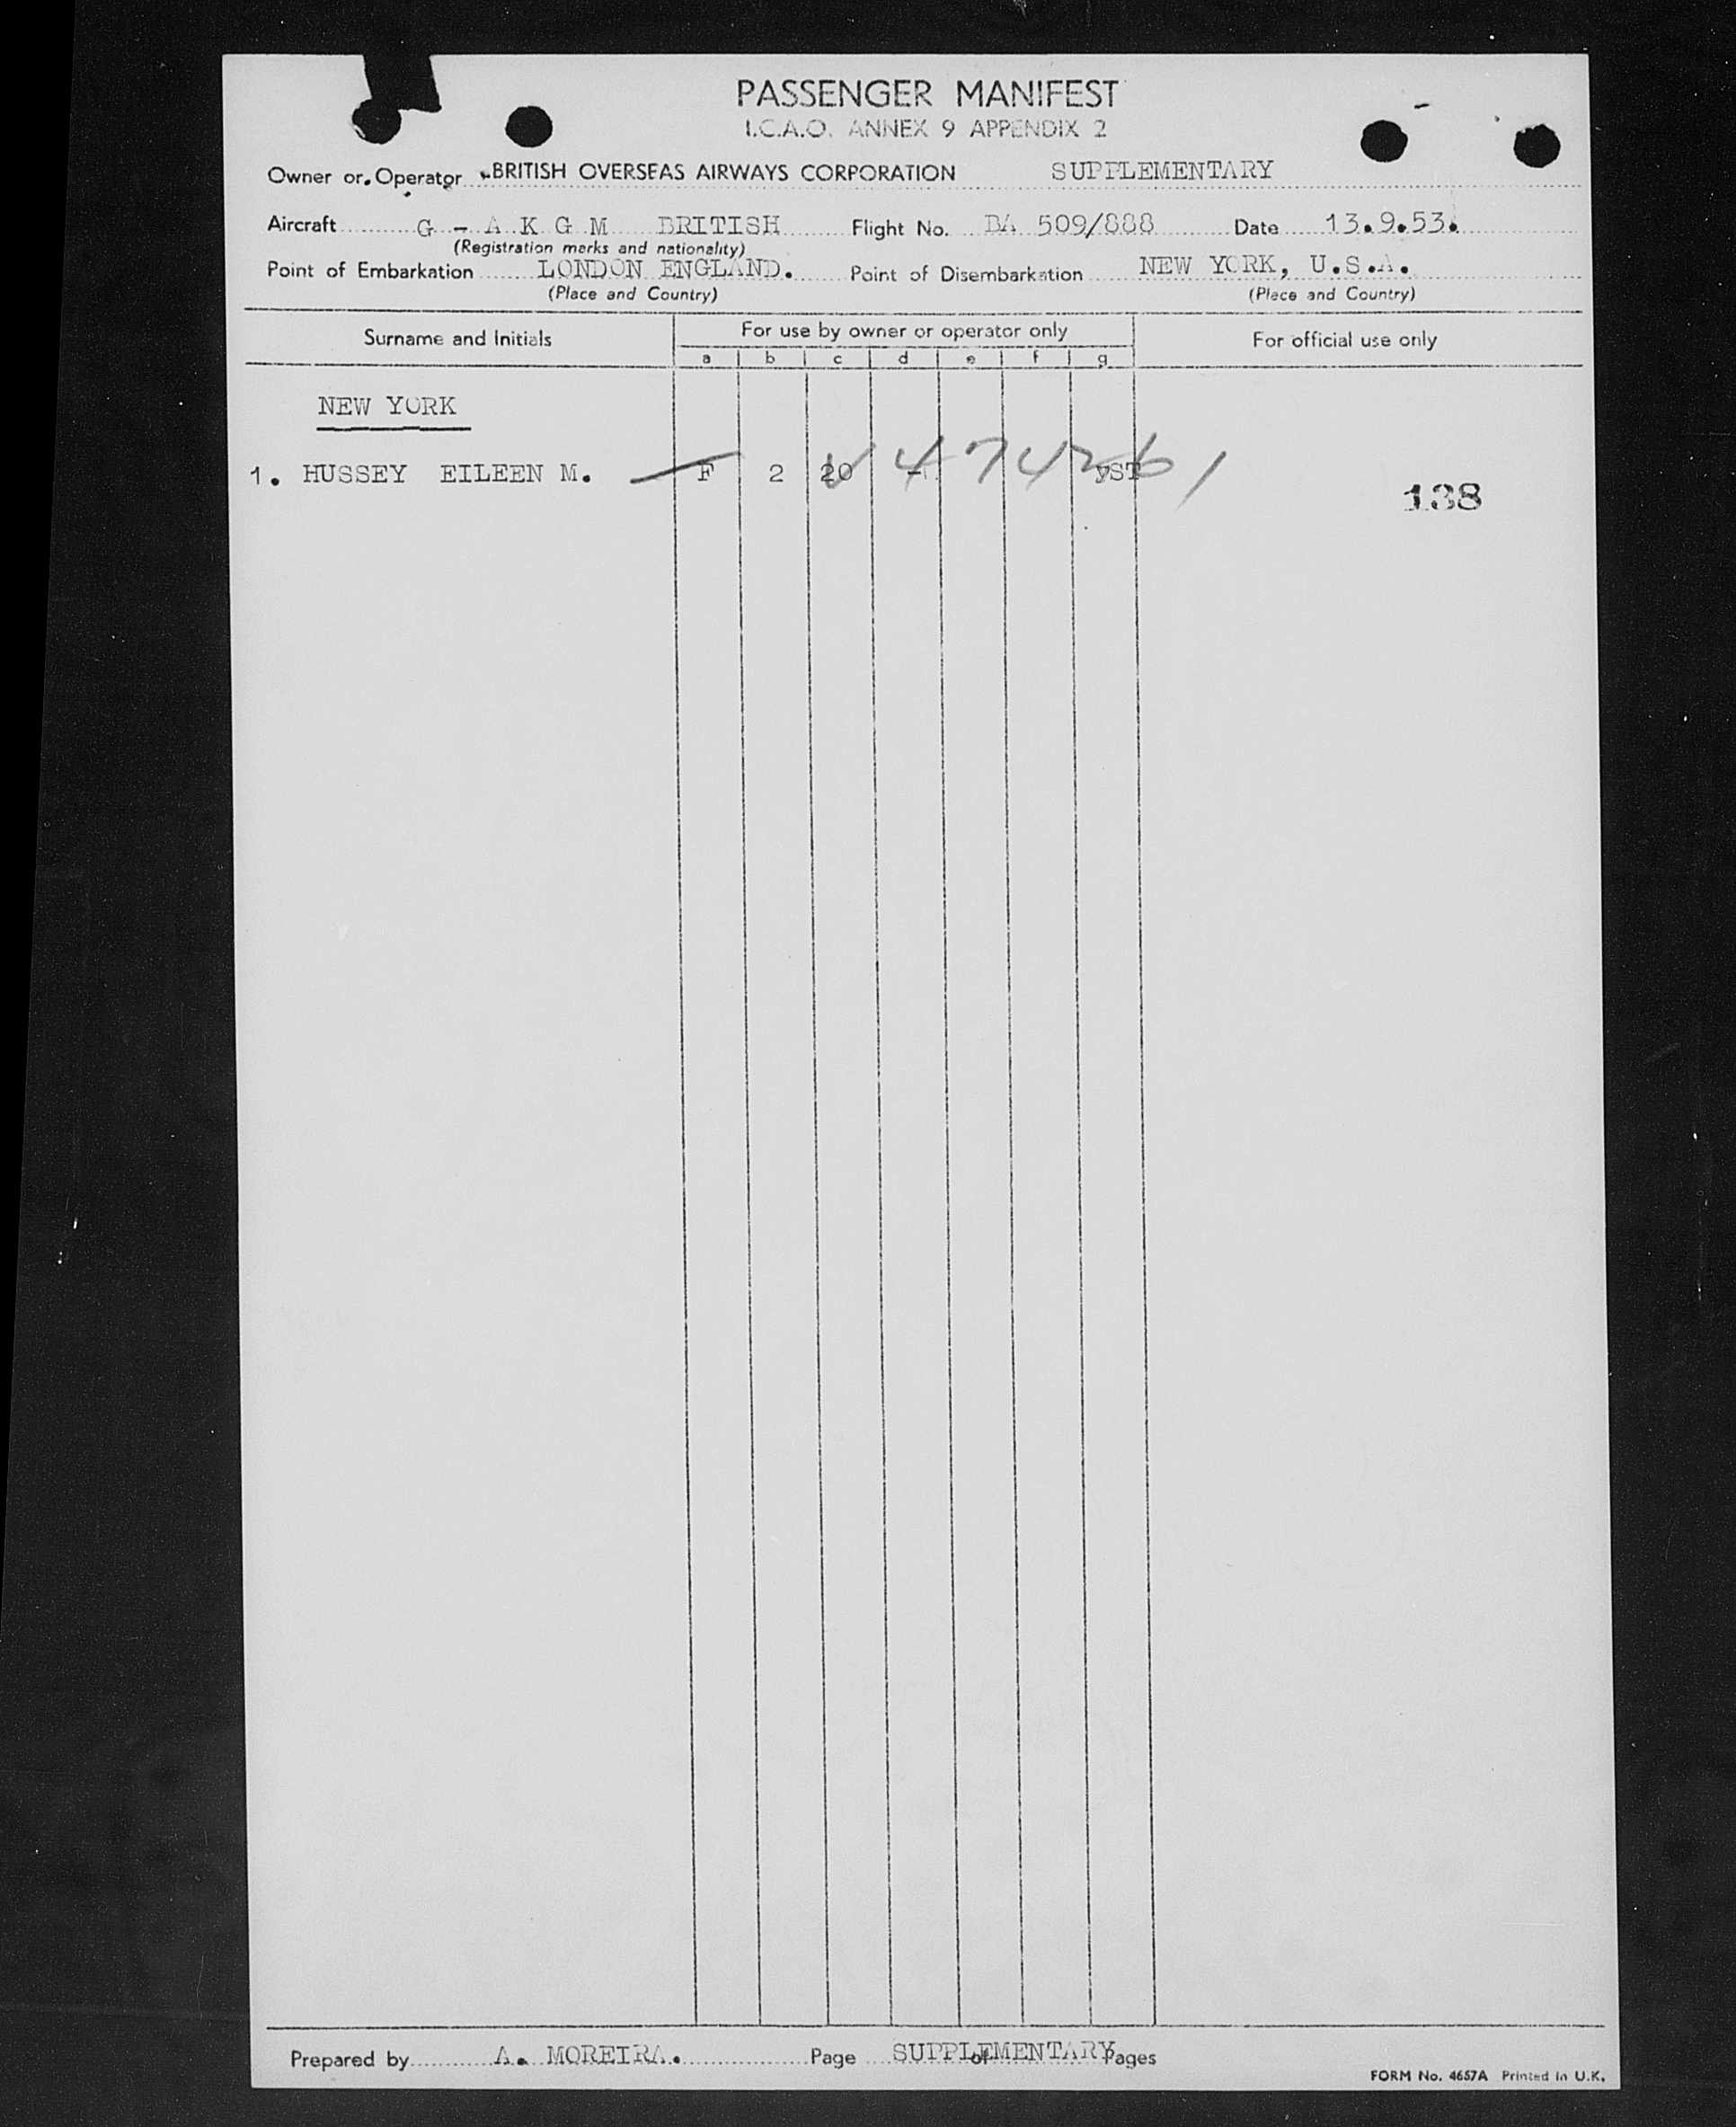 PASSENGER MANIFEST
I.C.A.O. ANNEX 9 APPENDIX 2
Owner or Operator BRITISH OVERSEAS AIRWAYS CORPORATION SUPPLEMENTARY
Aircraft G - A K G M BRITISH Flight No. BA 509/888 Date 13.9.53.
(Registration marks and nationality)
Point of Embarkation LONDON ENGLAND. Point of Disembarkation NEW YORK, U.S.A.
(Place and Country) (Place and Country)
Surname and Initials For use by owner or operator only For official use only
a b c d e f g
NEW YORK
1. HUSSEY EILEEN M. F 2 20 -
138
Prepared by A. MOREIRA. Page SUPPLEMENTARY of Pages
FORM No. 4657A Printed in U.K.